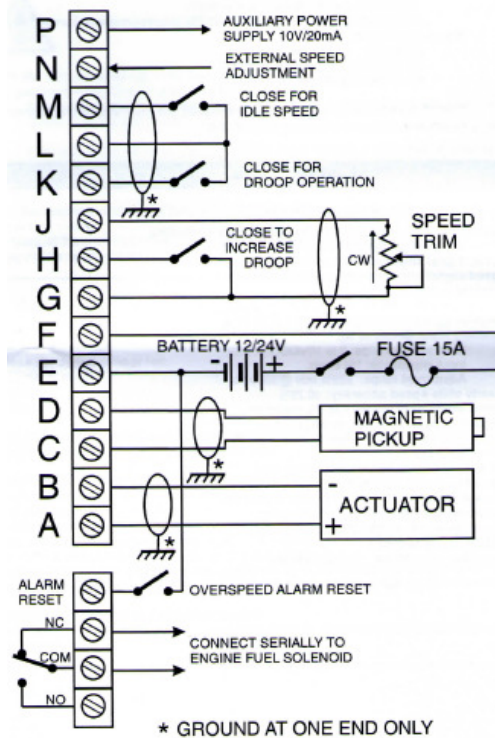 P
AUXILIARY POWER
SUPPLY 10V/20mA
N
EXTERNAL SPEED
ADJUSTMENT
M
CLOSE FOR
IDLE SPEED
L
K
CLOSE FOR
DROOP OPERATION
J
SPEED
TRIM
CLOSE TO
INCREASE
DROOP
CW
H
G
*
F
BATTERY 12/24V
FUSE 15A
E
- +
D
MAGNETIC
PICKUP
C
*
B
-
ACTUATOR
A
+
*
ALARM
RESET
OVERSPEED ALARM RESET
NC
CONNECT SERIALLY TO
ENGINE FUEL SOLENOID
COM
NO
* GROUND AT ONE END ONLY